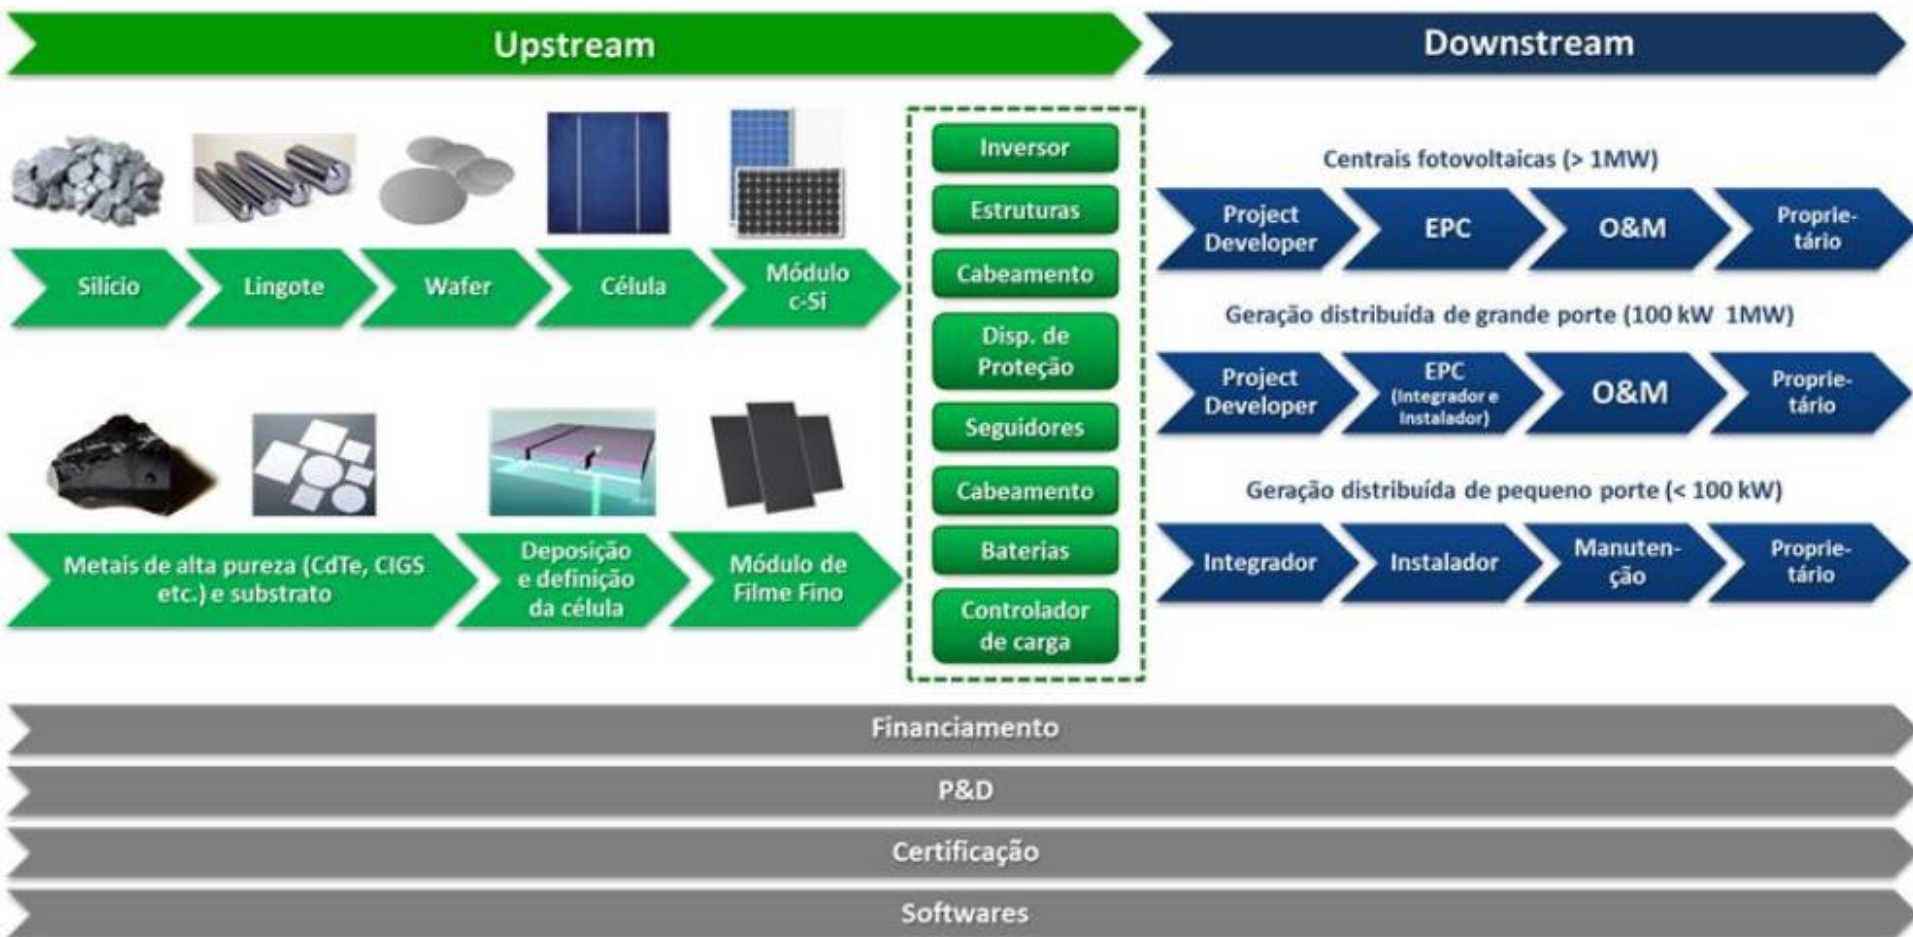 Upstream
Downstream
Silício
Lingote
Wafer
Célula
Módulo
c-Si
Metais de alta pureza (CdTe, CIGS
etc.) e substrato
Deposição
e definição
da célula
Módulo de
Filme Fino
Inversor
Estruturas
Cabeamento
Disp. de
Proteção
Seguidores
Cabeamento
Baterias
Controlador
de carga
Centrais fotovoltaicas (> 1MW)
Project
Developer
EPC
O&M
Proprie-
tário
Geração distribuída de grande porte (100 kW 1MW)
Project
Developer
EPC
(Integrador e
Instalador)
O&M
Proprie-
tário
Geração distribuída de pequeno porte (< 100 kW)
Integrador
Instalador
Manuten-
ção
Proprie-
tário
Financiamento
P&D
Certificação
Softwares